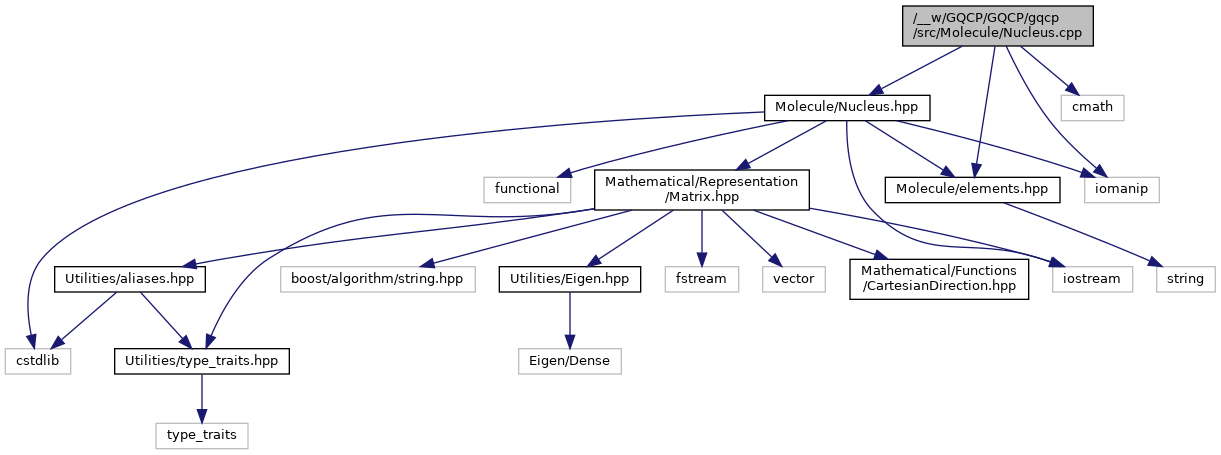 /__w/GQCP/GQCP/gqcp
/src/Molecule/Nucleus.cpp
Molecule/Nucleus.hpp
cmath
functional
Mathematical/Representation
/Matrix.hpp
Molecule/elements.hpp
iomanip
Utilities/aliases.hpp
boost/algorithm/string.hpp
Utilities/Eigen.hpp
fstream
vector
Mathematical/Functions
/CartesianDirection.hpp
iostream
string
cstdlib
Utilities/type_traits.hpp
Eigen/Dense
type_traits